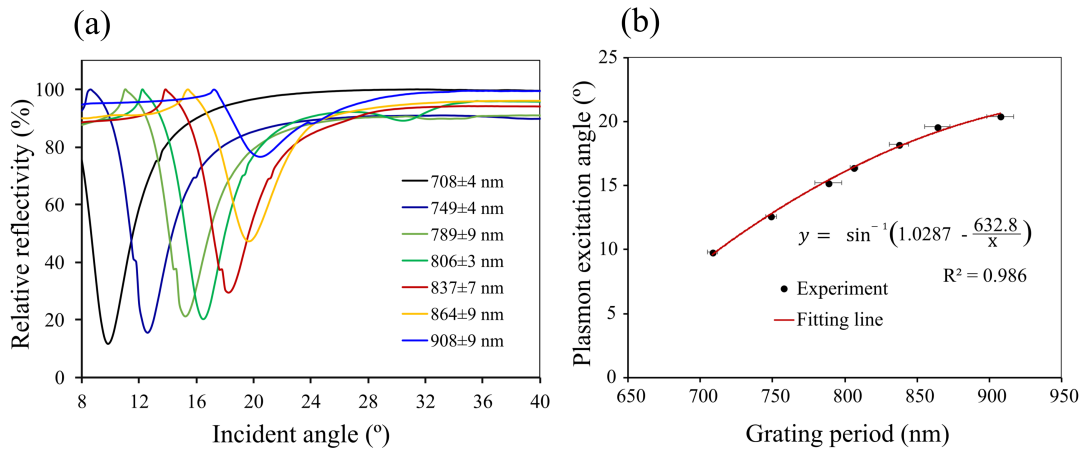 (a)
Relative reflectivity (%)
100
80
60
40
20
0
8
12
16
20
24
28
32
36
40
Incident angle (º)
708±4 nm
749±4 nm
789±9 nm
806±3 nm
837±7 nm
864±9 nm
908±9 nm
(b)
Plasmon excitation angle (º)
25
20
15
10
5
0
650
700
750
800
850
900
950
Grating period (nm)
y = sin⁻¹(1.0287 - 632.8/x)
R² = 0.986
Experiment
Fitting line